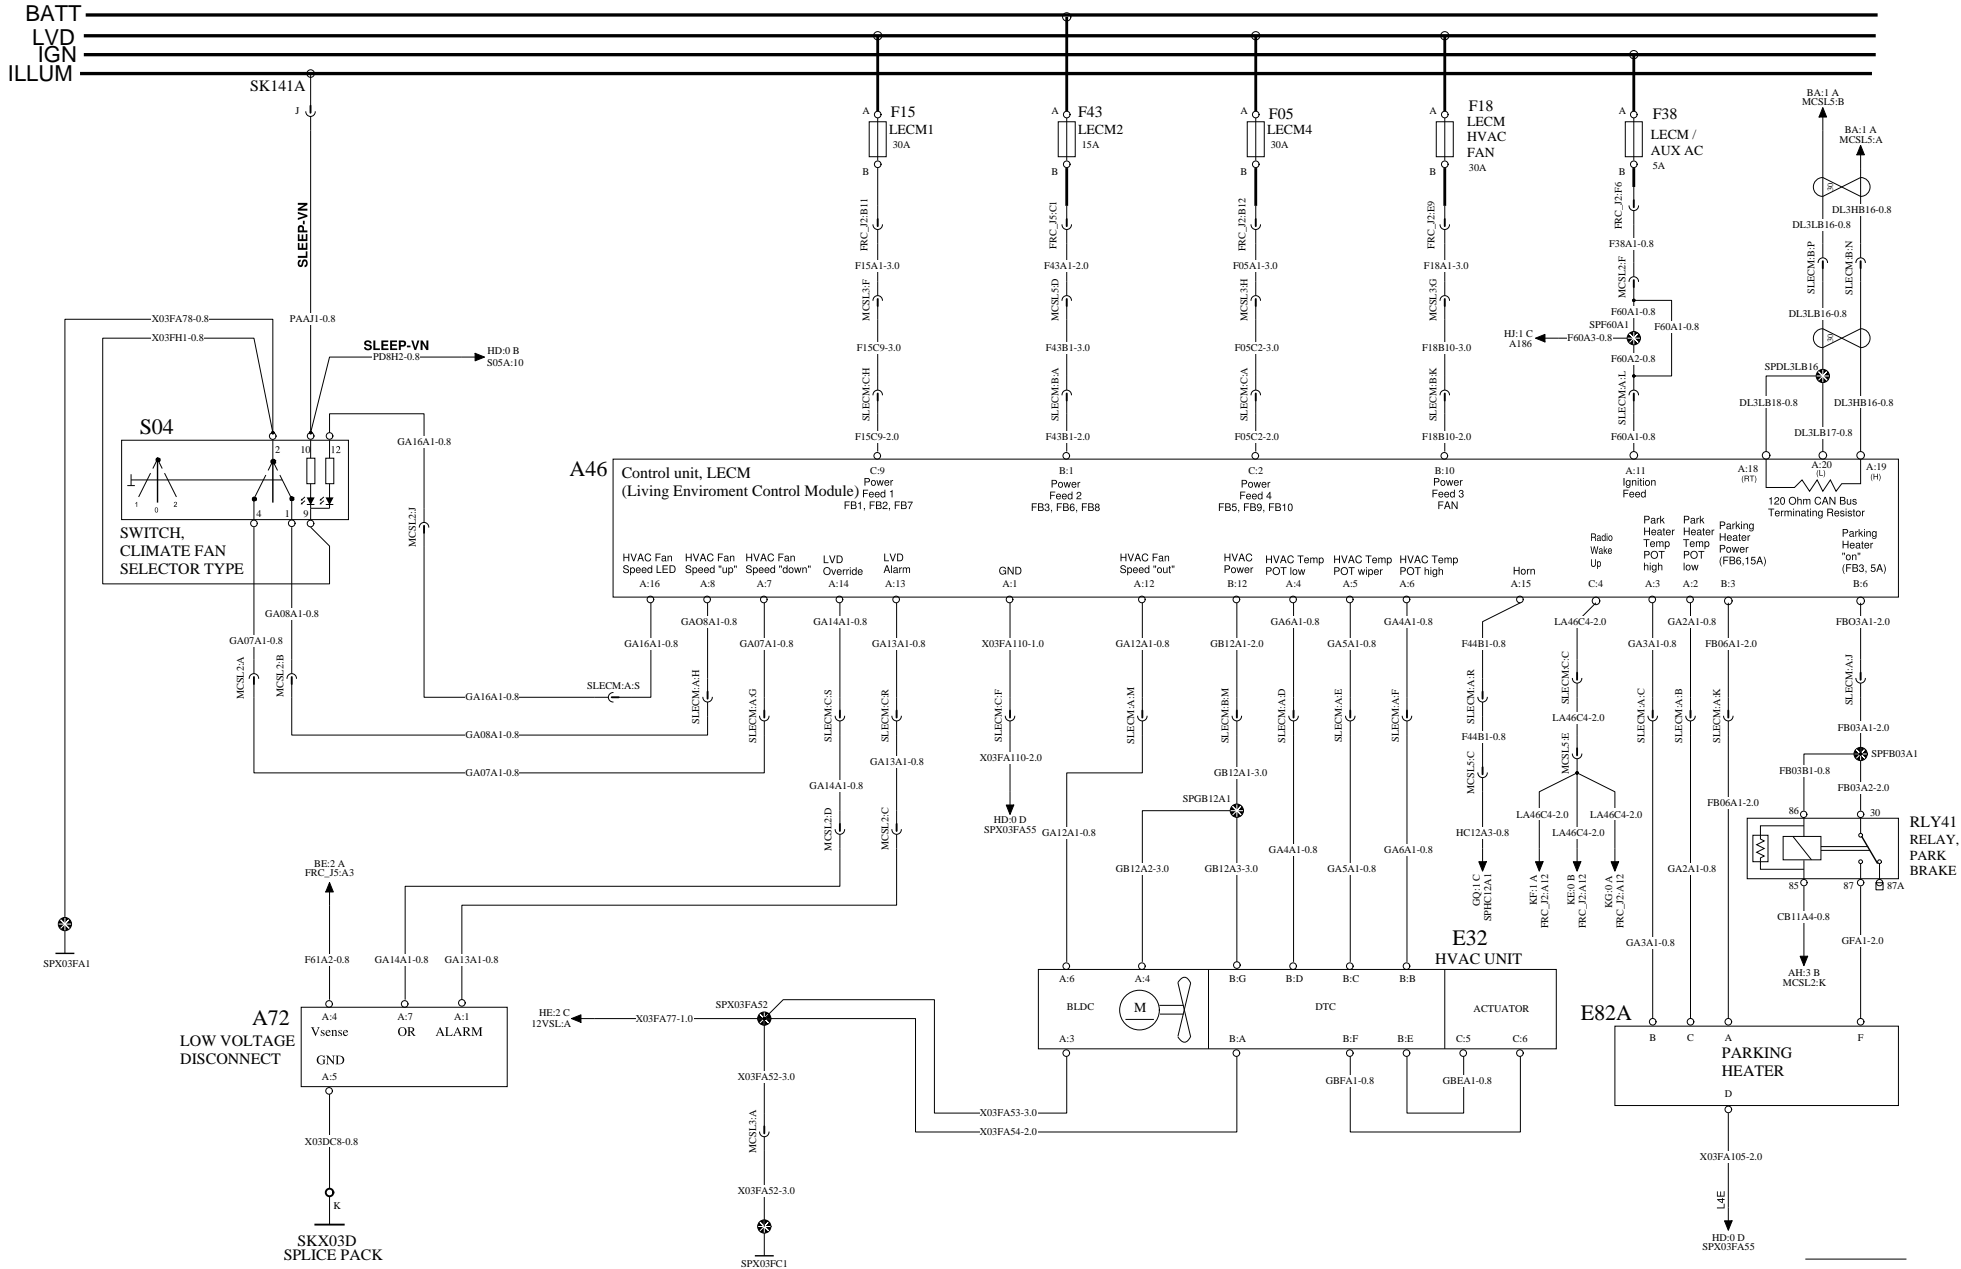 BATT
LVD
IGN
ILLUM
SK141A
J
SLEEP-VN
PAAJ1-0.8
X03FA78-0.8
X03FH1-0.8
SLEEP-VN
PD8H2-0.8
HD:0 B
S05A:10
A
F15
LECM1
30A
B
FRC_J2:B11
F15A1-3.0
MCSL3:F
F15C9-3.0
SLECM:C:H
F15C9-2.0
A
F43
LECM2
15A
B
FRC_J5:C1
F43A1-2.0
MCSL5:D
F43B1-3.0
SLECM:B:A
F43B1-2.0
A
F05
LECM4
30A
B
FRC_J2:B12
F05A1-3.0
MCSL3:H
F05C2-3.0
SLECM:C:A
F05C2-2.0
A
F18
LECM
HVAC
FAN
30A
B
FRC_J2:E9
F18A1-3.0
MCSL3:G
F18B10-3.0
SLECM:B:K
F18B10-2.0
A
F38
LECM /
AUX AC
5A
B
FRC_J2:F6
F38A1-0.8
MCSL2:F
F60A1-0.8
SPF60A1
F60A1-0.8
HJ:1 C
A186
F60A3-0.8
F60A2-0.8
SLECM:A:L
F60A1-0.8
BA:1 A
MCSL5:B
BA:1 A
MCSL5:A
30
DL3HB16-0.8
DL3LB16-0.8
SLECM:B:P
SLECM:B:N
DL3LB16-0.8
30
SPDL3LB16
DL3LB18-0.8
DL3HB16-0.8
DL3LB17-0.8
S04
2
10
12
1
0
2
4
1
9
SWITCH,
CLIMATE FAN
SELECTOR TYPE
GA16A1-0.8
MCSL2:J
GA08A1-0.8
GA07A1-0.8
MCSL2:A
MCSL2:B
A46
Control unit, LECM
(Living Enviroment Control Module)
C:9
Power
Feed 1
FB1, FB2, FB7
B:1
Power
Feed 2
FB3, FB6, FB8
C:2
Power
Feed 4
FB5, FB9, FB10
B:10
Power
Feed 3
FAN
A:11
Ignition
Feed
A:18
(RT)
A:20
(L)
A:19
(H)
120 Ohm CAN Bus
Terminating Resistor
HVAC Fan
Speed LED
A:16
HVAC Fan
Speed "up"
A:8
HVAC Fan
Speed "down"
A:7
LVD
Override
A:14
LVD
Alarm
A:13
GND
A:1
HVAC Fan
Speed "out"
A:12
HVAC
Power
B:12
HVAC Temp
POT low
A:4
HVAC Temp
POT wiper
A:5
HVAC Temp
POT high
A:6
Horn
A:15
Radio
Wake
Up
C:4
Park
Heater
Temp
POT
high
A:3
Park
Heater
Temp
POT
low
A:2
Parking
Heater
Power
(FB6,15A)
B:3
Parking
Heater
"on"
(FB3, 5A)
B:6
GA16A1-0.8
SLECM:A:S
GA16A1-0.8
GAO8A1-0.8
SLECM:A:H
GA08A1-0.8
GA07A1-0.8
SLECM:A:G
GA07A1-0.8
GA14A1-0.8
SLECM:C:S
GA14A1-0.8
MCSL2:D
GA13A1-0.8
SLECM:C:R
GA13A1-0.8
MCSL2:C
X03FA110-1.0
SLECM:C:F
X03FA110-2.0
HD:0 D
SPX03FA55
GA12A1-0.8
SLECM:A:M
GA12A1-0.8
GB12A1-2.0
SLECM:B:M
GB12A1-3.0
SPGB12A1
GB12A2-3.0
GB12A3-3.0
GA6A1-0.8
SLECM:A:D
GA4A1-0.8
GA5A1-0.8
SLECM:A:E
GA5A1-0.8
GA4A1-0.8
SLECM:A:F
GA6A1-0.8
F44B1-0.8
SLECM:A:R
F44B1-0.8
MCSL5:C
HC12A3-0.8
GQ:1 C
SPHC12A1
LA46C4-2.0
SLECM:C:C
LA46C4-2.0
MCSL5:E
LA46C4-2.0
LA46C4-2.0
LA46C4-2.0
KF:1 A
FRC_J2:A12
KE:0 B
FRC_J2:A12
KG:0 A
FRC_J2:A12
GA3A1-0.8
SLECM:A:C
GA3A1-0.8
GA2A1-0.8
SLECM:A:B
GA2A1-0.8
FB06A1-2.0
SLECM:A:K
FB06A1-2.0
FBO3A1-2.0
SLECM:A:J
FB03A1-2.0
SPFB03A1
FB03B1-0.8
FB03A2-2.0
86
30
RLY41
RELAY,
PARK
BRAKE
85
87
87A
CB11A4-0.8
AH:3 B
MCSL2:K
GFA1-2.0
SPX03FA1
BE:2 A
FRC_J5:A3
F61A2-0.8
GA14A1-0.8
GA13A1-0.8
A72
LOW VOLTAGE
DISCONNECT
A:4
Vsense
A:7
OR
A:1
ALARM
GND
A:5
X03DC8-0.8
K
SKX03D
SPLICE PACK
HE:2 C
12VSL:A
X03FA77-1.0
SPX03FA52
X03FA52-3.0
MCSL3:A
X03FA52-3.0
SPX03FC1
X03FA53-3.0
X03FA54-2.0
E32
HVAC UNIT
A:6
A:4
B:G
B:D
B:C
B:B
BLDC
M
DTC
ACTUATOR
A:3
B:A
B:F
B:E
C:5
C:6
GBFA1-0.8
GBEA1-0.8
E82A
B
C
A
F
PARKING
HEATER
D
X03FA105-2.0
L4E
HD:0 D
SPX03FA55